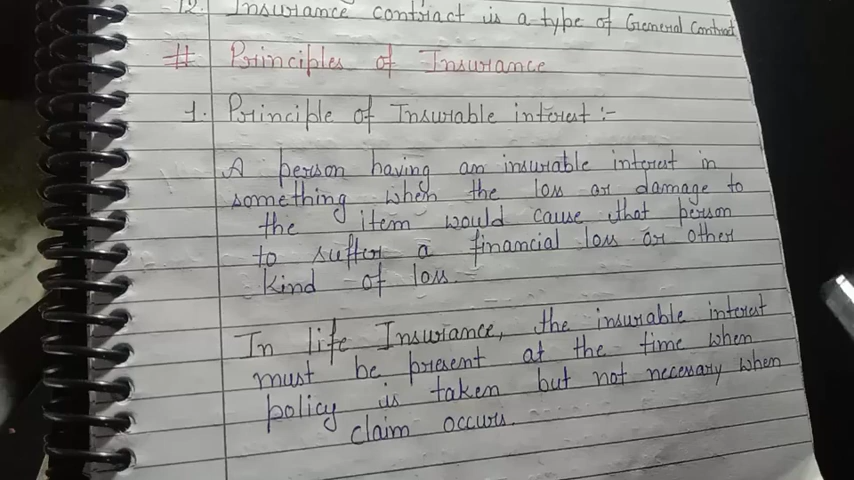 12. Insurance contract is a type of General Contract
# Principles of Insurance
1. Principle of Insurable interest :-
A person having an insurable interest in
something when the loss or damage to
the item would cause that person
to suffer a financial loss or other
kind of loss.
In life Insurance, the insurable interest
must be present at the time when
policy is taken but not necessary when
claim occurs.